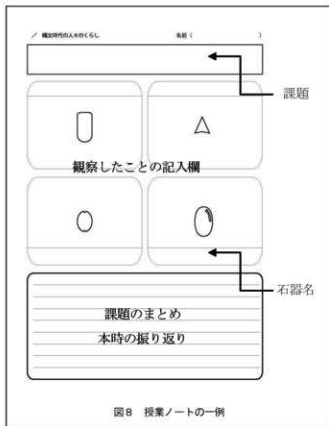 ／ 縄文時代の人々のくらし 名前（ ）
課題
観察したことの記入欄
石器名
課題のまとめ
本時の振り返り
図8 授業ノートの一例